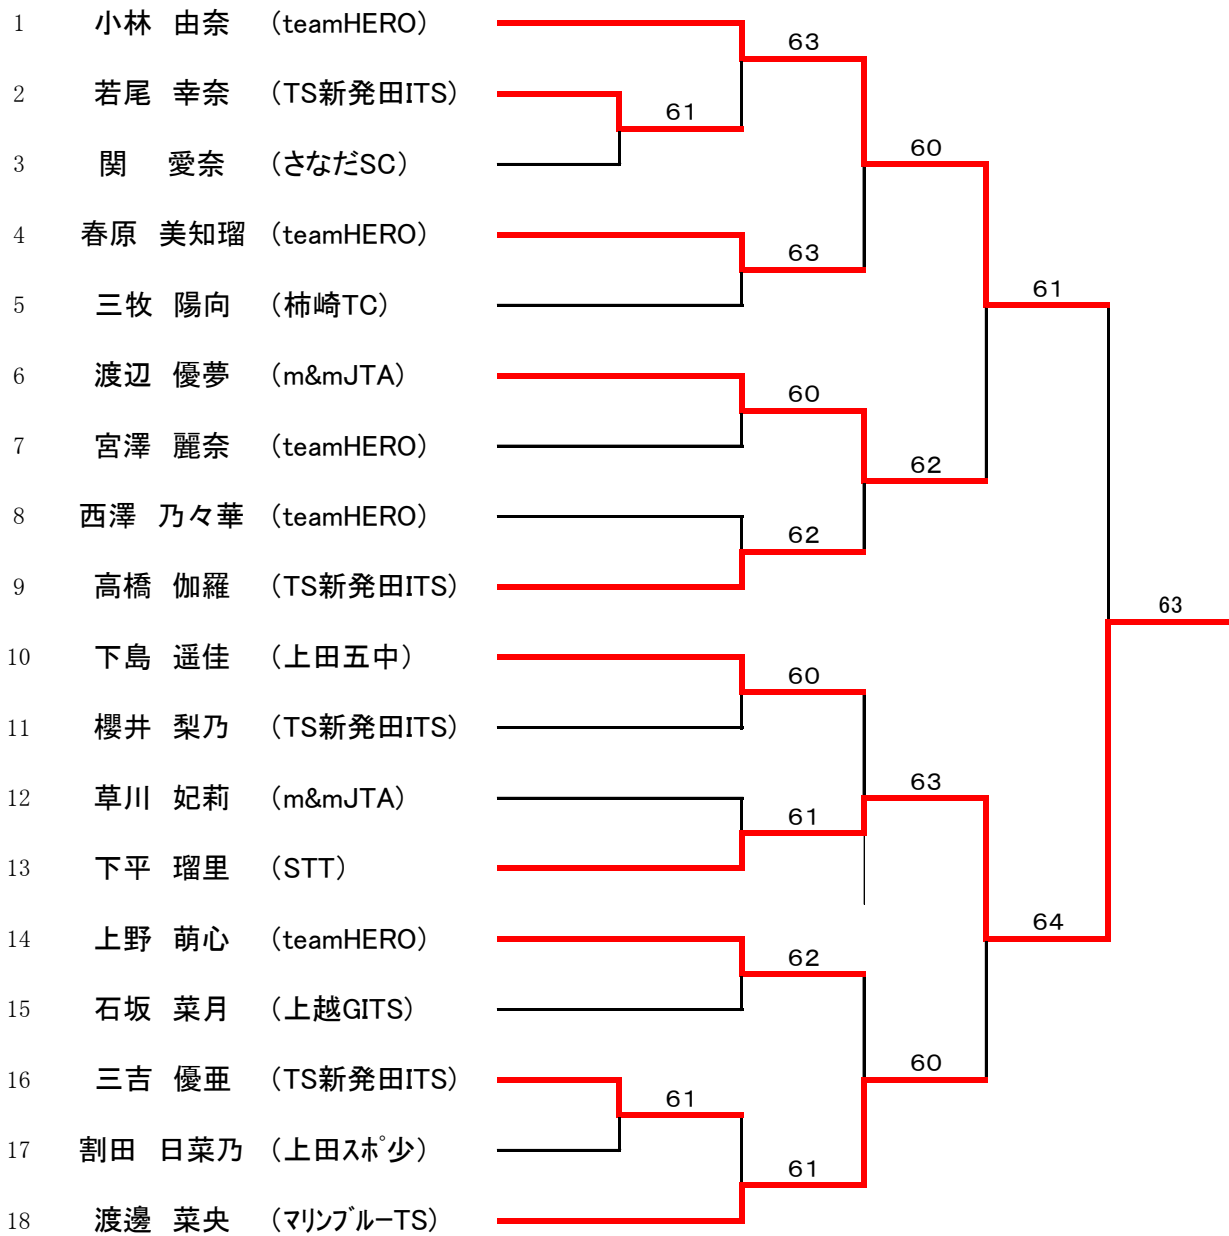 1 小林 由奈 (teamHERO)
63
2 若尾 幸奈 (TS新発田ITS)
61
3 関 愛奈 (さなだSC)
60
4 春原 美知瑠 (teamHERO)
63
5 三牧 陽向 (柿崎TC)
61
6 渡辺 優夢 (m&mJTA)
60
7 宮澤 麗奈 (teamHERO)
62
8 西澤 乃々華 (teamHERO)
62
9 高橋 伽羅 (TS新発田ITS)
63
10 下島 遥佳 (上田五中)
60
11 櫻井 梨乃 (TS新発田ITS)
63
12 草川 妃莉 (m&mJTA)
61
13 下平 瑠里 (STT)
64
14 上野 萌心 (teamHERO)
62
15 石坂 菜月 (上越GITS)
60
16 三吉 優亜 (TS新発田ITS)
61
17 割田 日菜乃 (上田ｽﾎﾟ少)
61
18 渡邊 菜央 (ﾏﾘﾝﾌﾞﾙｰTS)